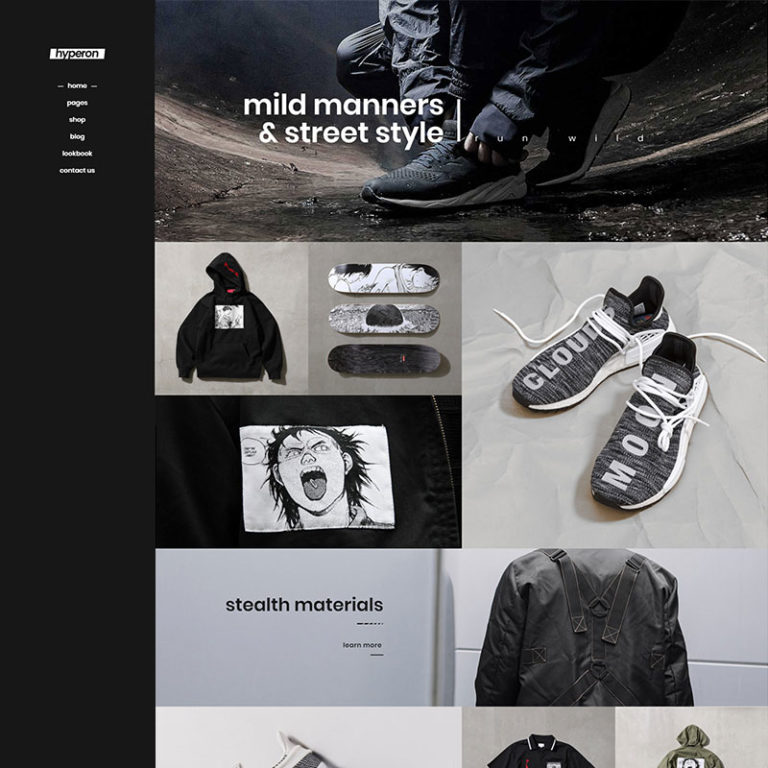 hyperon
home
pages
shop
blog
lookbook
contact us
mild manners
& street style
run wild
CLOUD
MOO
stealth materials
learn more